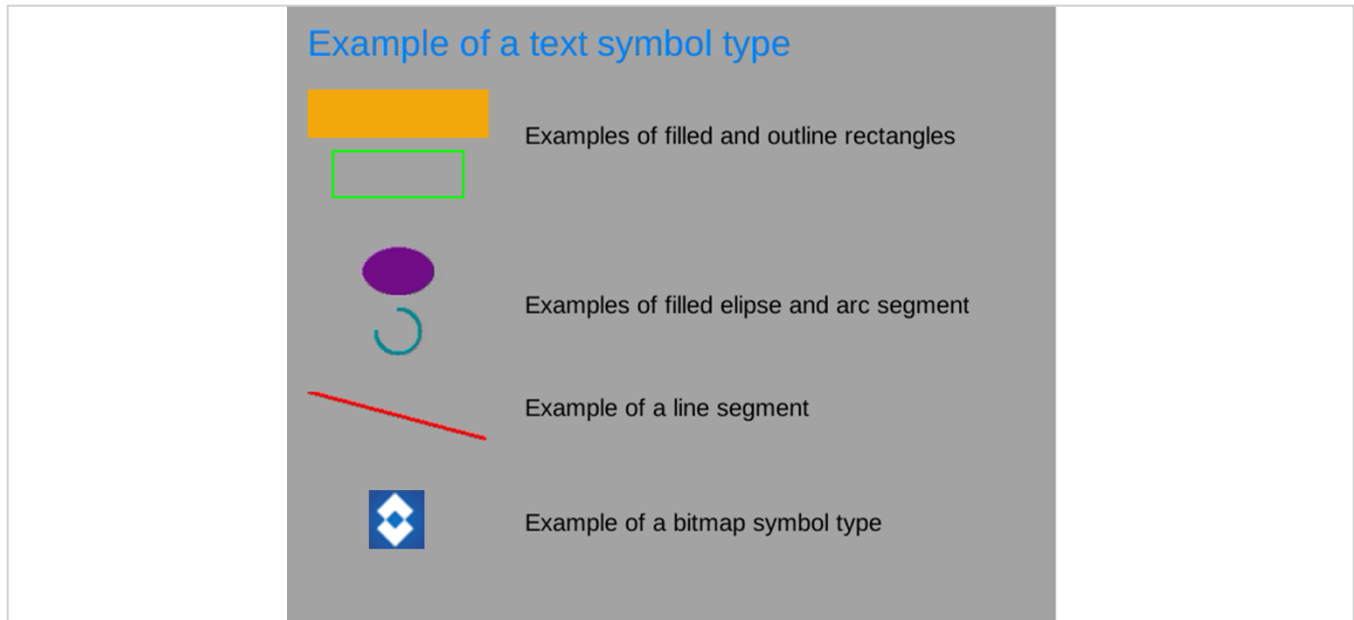 Example of a text symbol type
Examples of filled and outline rectangles
Examples of filled elipse and arc segment
Example of a line segment
Example of a bitmap symbol type